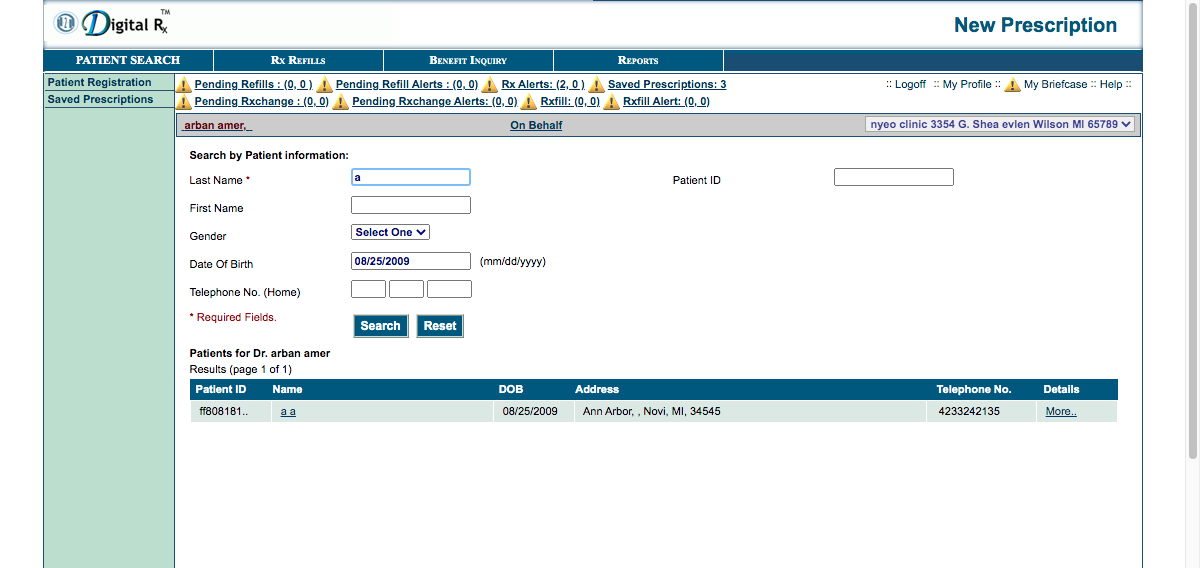 Digital Rx TM
New Prescription
PATIENT SEARCH RX REFILLS BENEFIT INQUIRY REPORTS
Patient Registration
Saved Prescriptions
Pending Refills : (0, 0 ) Pending Refill Alerts : (0, 0) Rx Alerts: (2, 0 ) Saved Prescriptions: 3
:: Logoff :: My Profile :: My Briefcase :: Help ::
Pending Rxchange : (0, 0) Pending Rxchange Alerts: (0, 0) Rxfill: (0, 0) Rxfill Alert: (0, 0)
arban amer, On Behalf nyeo clinic 3354 G. Shea evlen Wilson MI 65789
Search by Patient information:
Last Name * a Patient ID
First Name
Gender Select One
Date Of Birth 08/25/2009 (mm/dd/yyyy)
Telephone No. (Home)
* Required Fields.
Search Reset
Patients for Dr. arban amer
Results (page 1 of 1)
Patient ID Name DOB Address Telephone No. Details
ff808181.. a a 08/25/2009 Ann Arbor, , Novi, MI, 34545 4233242135 More..